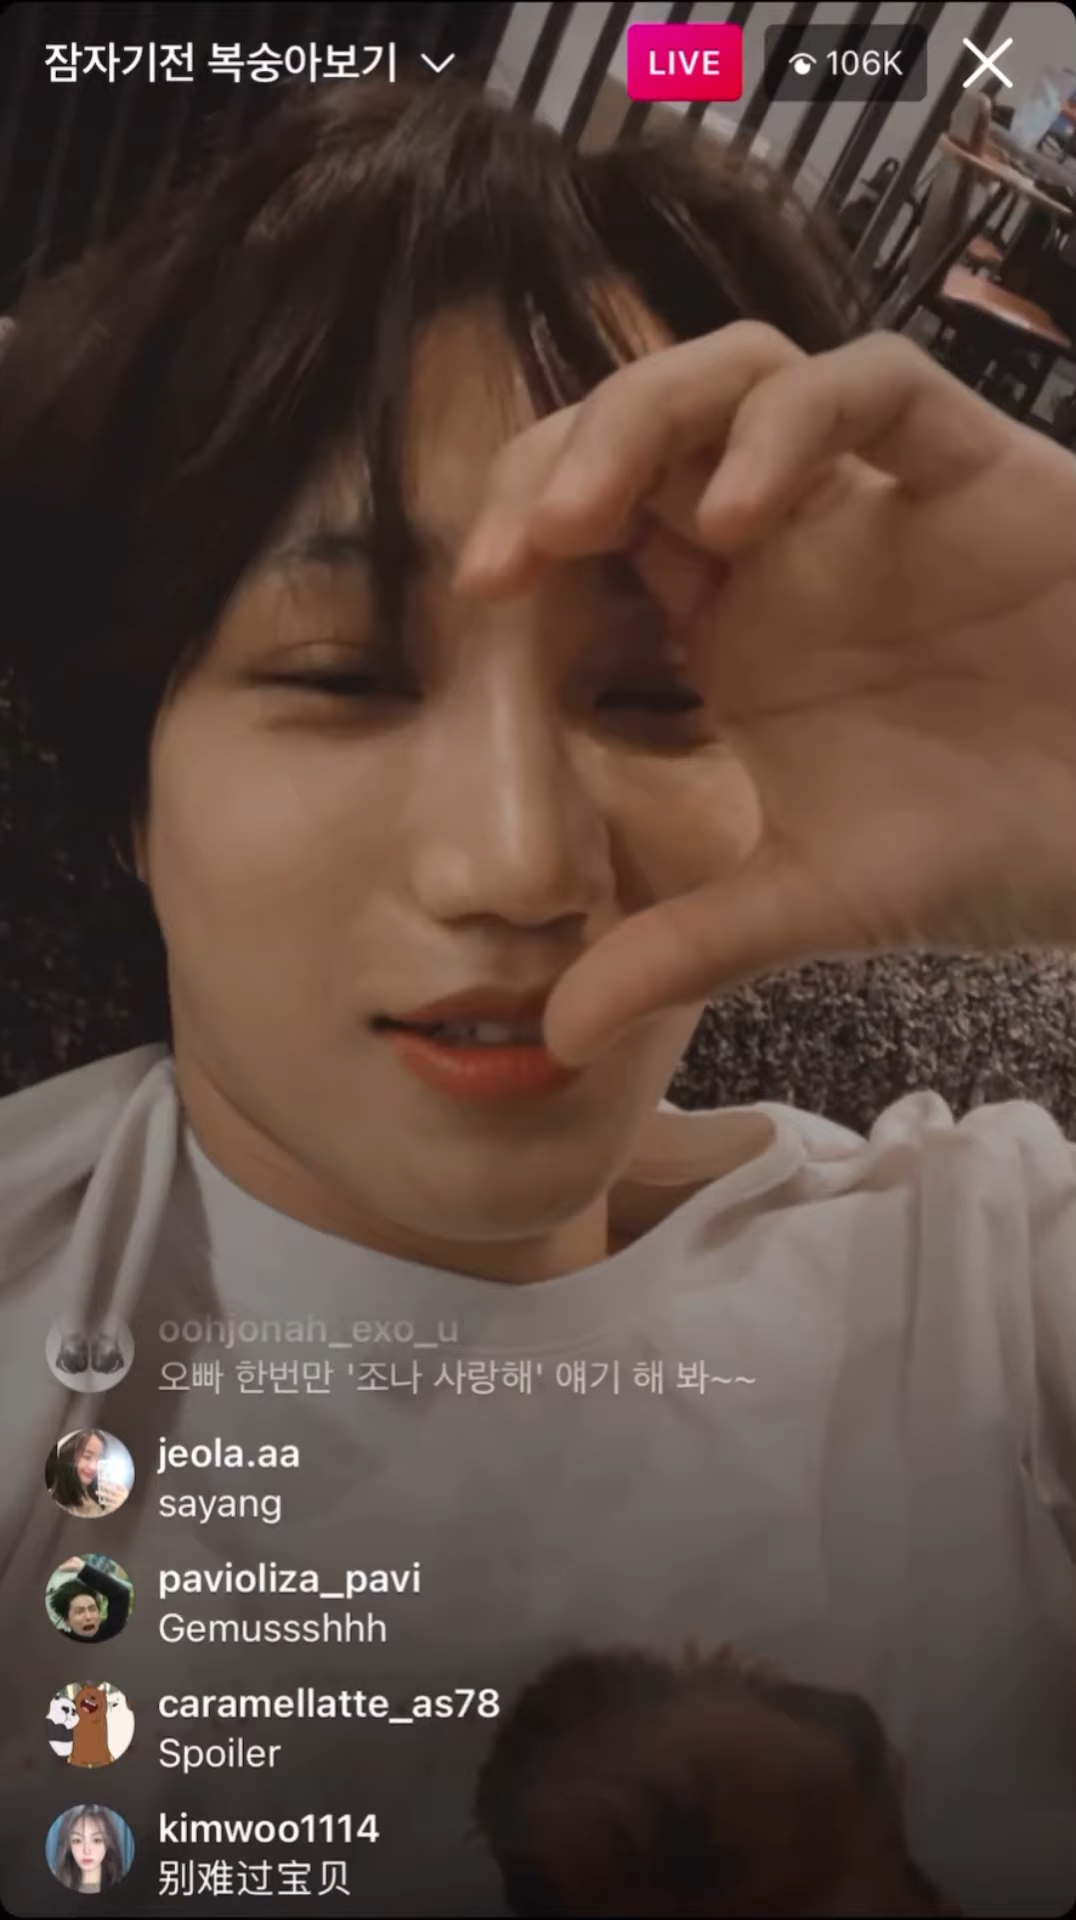 잠자기전 복숭아보기
LIVE
106K
oohjonah_exo_u
오빠 한번만 '조나 사랑해' 얘기 해 봐~~
jeola.aa
sayang
pavioliza_pavi
Gemussshhh
caramellatte_as78
Spoiler
kimwoo1114
别难过宝贝